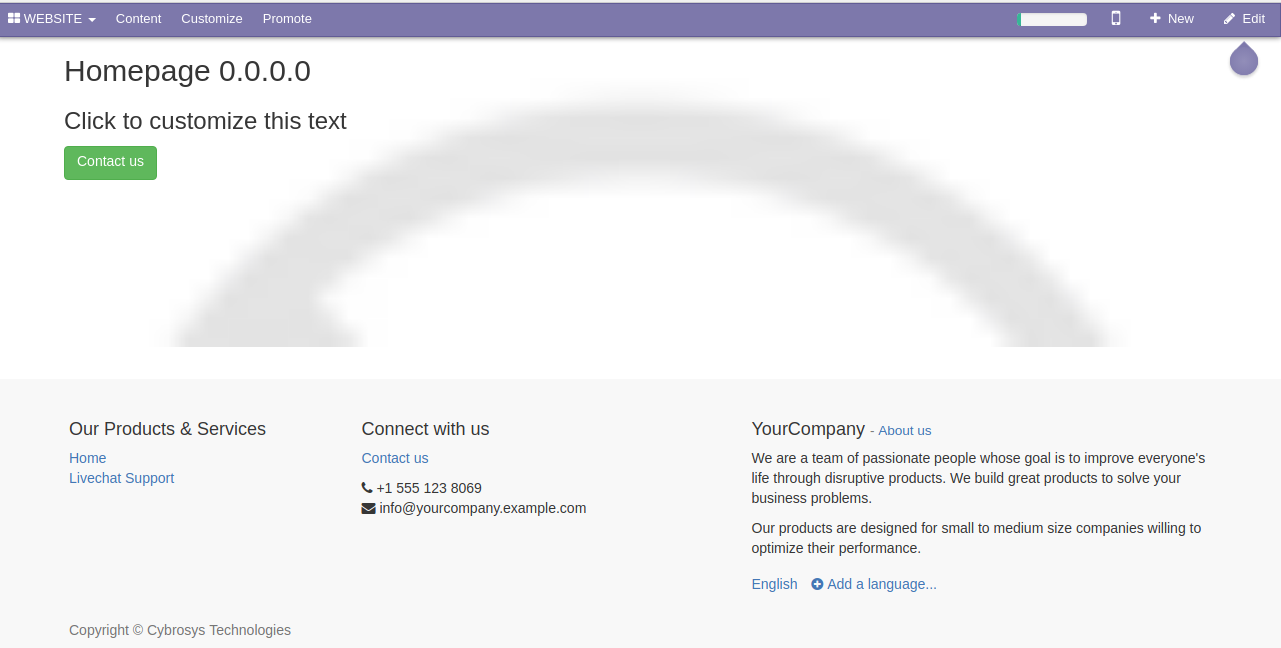 WEBSITE Content Customize Promote New Edit
Homepage 0.0.0.0
Click to customize this text
Contact us
Our Products & Services
Home
Livechat Support
Connect with us
Contact us
+1 555 123 8069
info@yourcompany.example.com
YourCompany - About us
We are a team of passionate people whose goal is to improve everyone's
life through disruptive products. We build great products to solve your
business problems.
Our products are designed for small to medium size companies willing to
optimize their performance.
English Add a language...
Copyright © Cybrosys Technologies